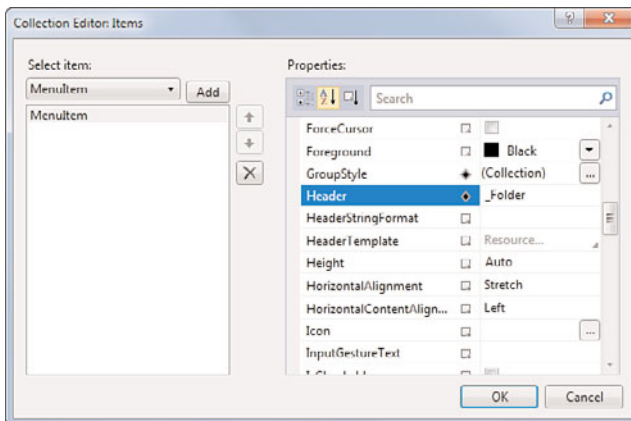 Collection Editor: Items
Select item:
MenuItem
Add
MenuItem
Properties:
Search
ForceCursor
Foreground Black
GroupStyle (Collection) ...
Header _Folder
HeaderStringFormat
HeaderTemplate Resource...
Height Auto
HorizontalAlignment Stretch
HorizontalContentAlign... Left
Icon ...
InputGestureText
OK Cancel